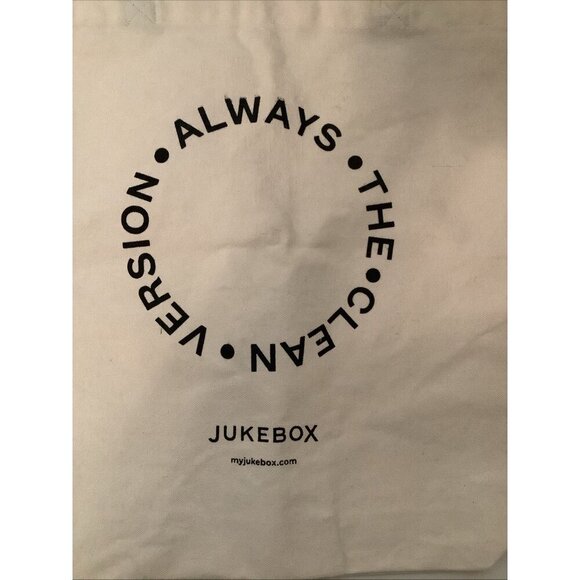 ALWAYS • THE • CLEAN • VERSION •
JUKEBOX
myjukebox.com